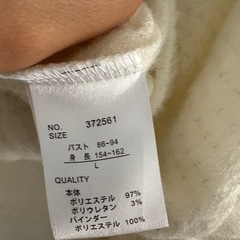 NO. 372561
SIZE
バスト 86-94
身 長 154-162
L
QUALITY
本体
ポリエステル 97%
ポリウレタン 3%
バインダー
ポリエステル 100%